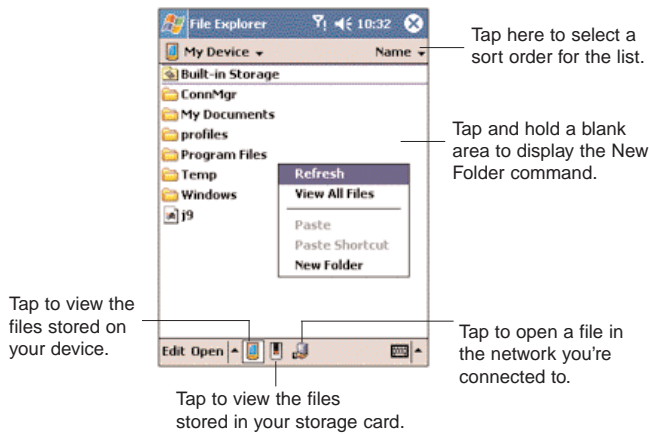 File Explorer 10:32
My Device Name
Built-in Storage
ConnMgr
My Documents
profiles
Program Files
Temp
Windows
j9
Refresh
View All Files
Paste
Paste Shortcut
New Folder
Edit Open
Tap here to select a
sort order for the list.
Tap and hold a blank
area to display the New
Folder command.
Tap to view the
files stored on
your device.
Tap to open a file in
the network you're
connected to.
Tap to view the files
stored in your storage card.